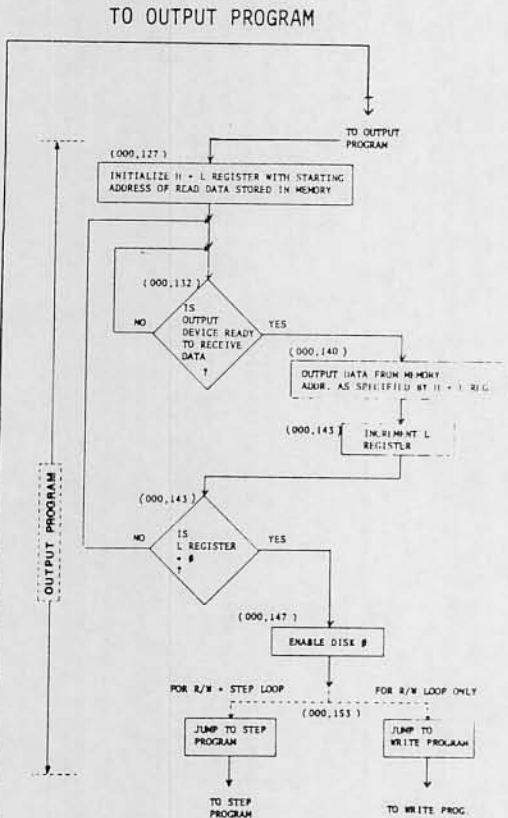 TO OUTPUT PROGRAM
TO OUTPUT
PROGRAM
(000,127)
INITIALIZE H + L REGISTER WITH STARTING
ADDRESS OF READ DATA STORED IN MEMORY
(000,132)
IS
OUTPUT
DEVICE READY
TO RECEIVE
DATA
?
NO
YES
(000,140)
OUTPUT DATA FROM MEMORY
ADDR. AS SPECIFIED BY H + L REG.
(000,143)
INCREMENT L
REGISTER
(000,143)
IS
L REGISTER
= Ø
?
NO
YES
OUTPUT PROGRAM
(000,147)
ENABLE DISK Ø
FOR R/W + STEP LOOP
FOR R/W LOOP ONLY
(000,153)
JUMP TO STEP
PROGRAM
JUMP TO
WRITE PROGRAM
TO STEP
PROGRAM
TO WRITE PROG.